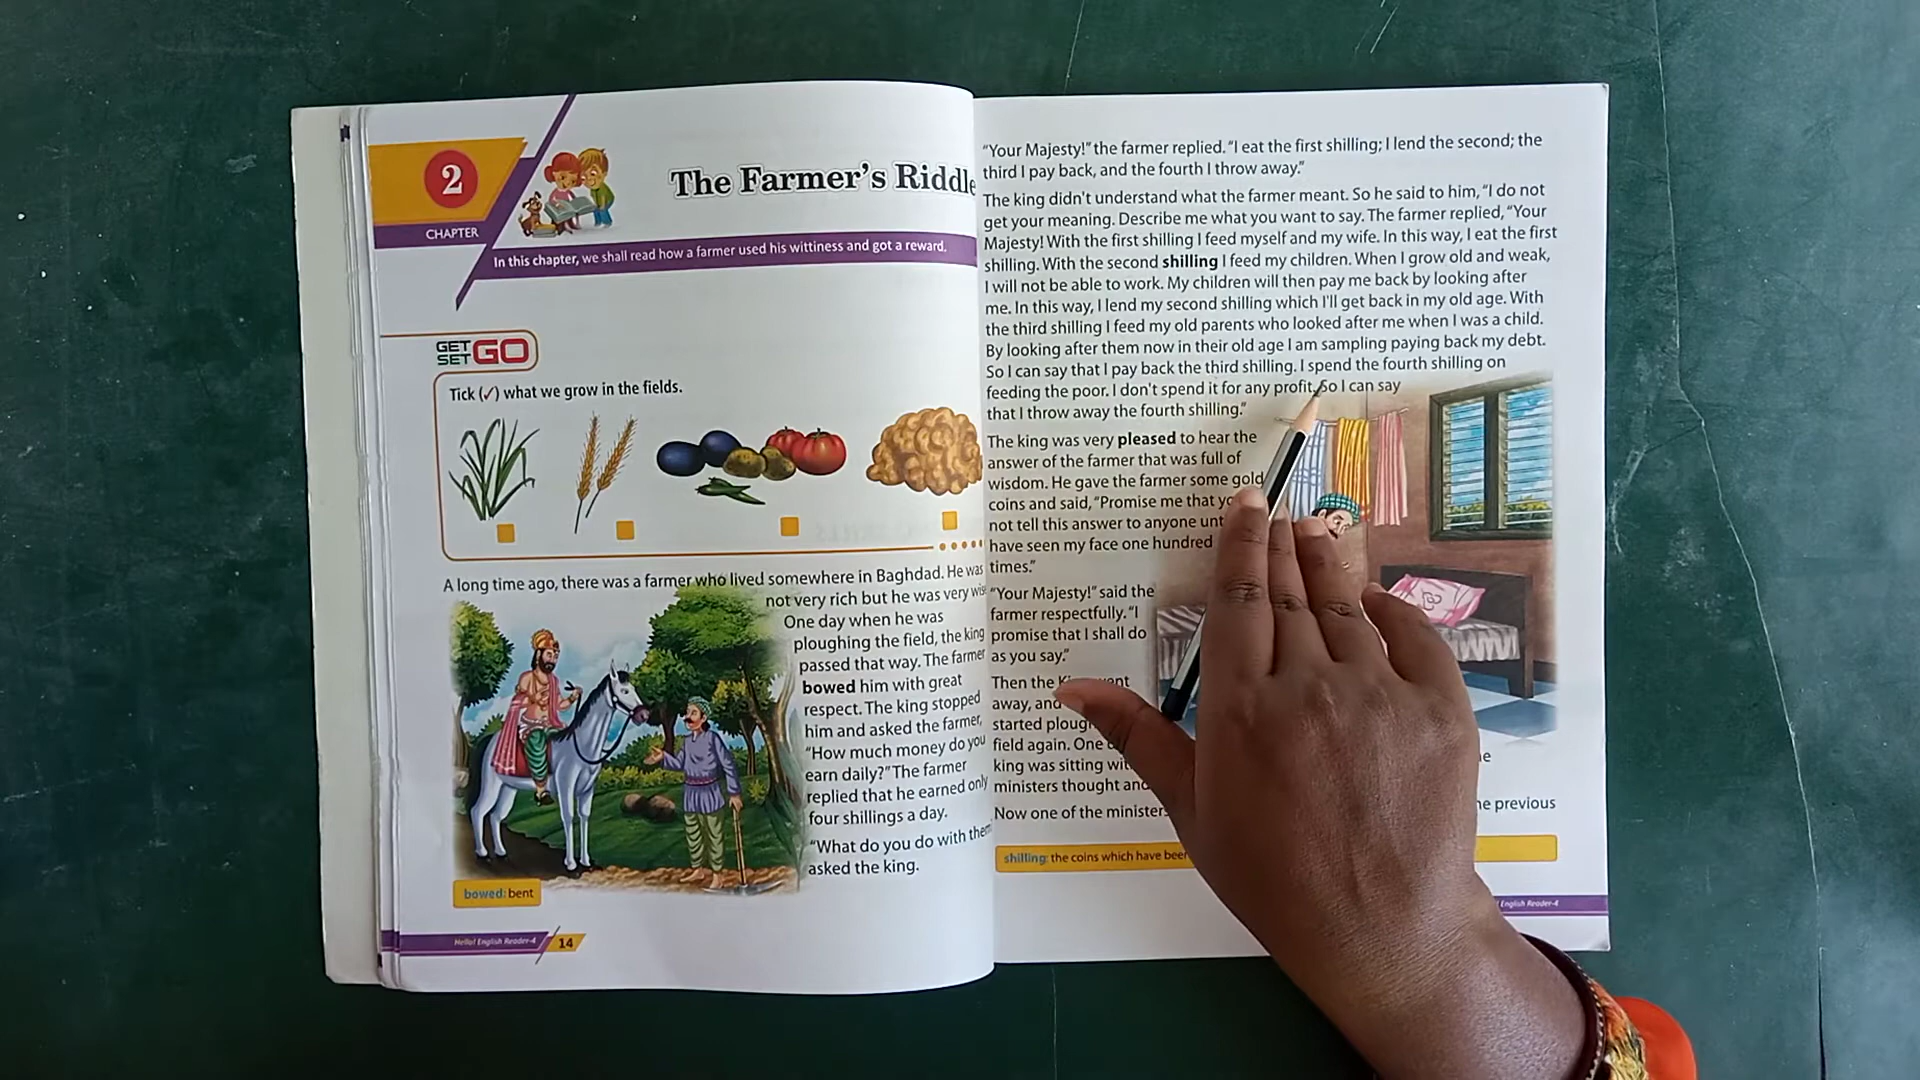 2
CHAPTER
The Farmer's Riddle
In this chapter, we shall read how a farmer used his wittiness and got a reward.
GET
SET
GO
Tick (✓) what we grow in the fields.
A long time ago, there was a farmer who lived somewhere in Baghdad. He was
not very rich but he was very wise
One day when he was
ploughing the field, the king
passed that way. The farmer
bowed him with great
respect. The king stopped
him and asked the farmer,
"How much money do you
earn daily?" The farmer
replied that he earned only
four shillings a day.
"What do you do with them
asked the king.
bowed: bent
Hello! English Reader-4
14
"Your Majesty!" the farmer replied. "I eat the first shilling; I lend the second; the
third I pay back, and the fourth I throw away."
The king didn't understand what the farmer meant. So he said to him, "I do not
get your meaning. Describe me what you want to say. The farmer replied, "Your
Majesty! With the first shilling I feed myself and my wife. In this way, I eat the first
shilling. With the second shilling I feed my children. When I grow old and weak,
I will not be able to work. My children will then pay me back by looking after
me. In this way, I lend my second shilling which I'll get back in my old age. With
the third shilling I feed my old parents who looked after me when I was a child.
By looking after them now in their old age I am sampling paying back my debt.
So I can say that I pay back the third shilling. I spend the fourth shilling on
feeding the poor. I don't spend it for any profit. So I can say
that I throw away the fourth shilling."
The king was very pleased to hear the
answer of the farmer that was full of
wisdom. He gave the farmer some gold
coins and said, "Promise me that
not tell this answer to anyone
have seen my face one hundred
times."
"Your Majesty!" said the
farmer respectfully. "I
promise that I shall do
as you say."
Then the
away, and
started
field again. One
king was sitting
ministers thought
Now one of the
previous
shilling: the coins which have been
English Reader-4